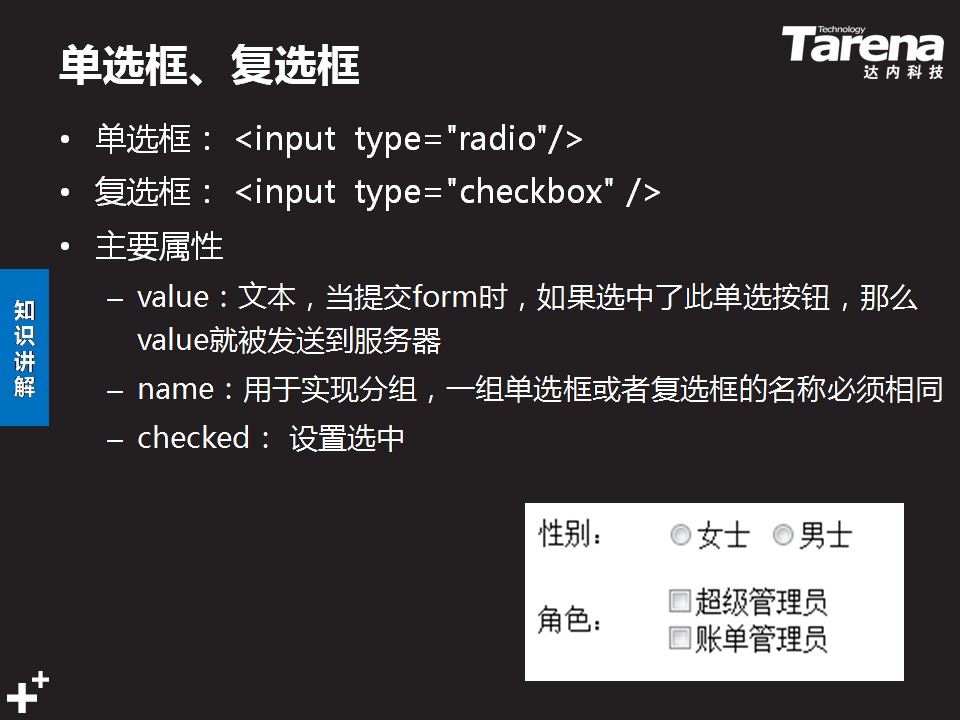 单选框、复选框
Technology
Tarena
达内科技
• 单选框： <input type="radio"/>
• 复选框： <input type="checkbox" />
• 主要属性
– value：文本，当提交form时，如果选中了此单选按钮，那么
value就被发送到服务器
– name：用于实现分组，一组单选框或者复选框的名称必须相同
– checked： 设置选中
知识讲解
性别： 女士 男士
角色： 超级管理员
账单管理员